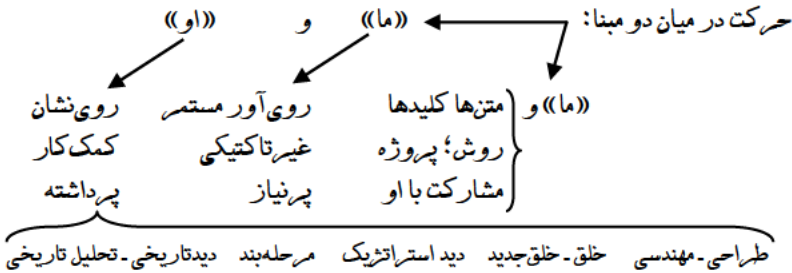 حرکت در میان دو مبنا: «ما» و «او»
«ما» و متن‌ها کلیدها روی‌آور مستمر روی‌نشان
روش؛ پروژه غیرتاکتیکی کمک‌کار
مشارکت با او پرنیاز پرداشته
طراحی ـ مهندسی خلق ـ خلق‌جدید دید استراتژیک مرحله‌بند دیدتاریخی ـ تحلیل تاریخی